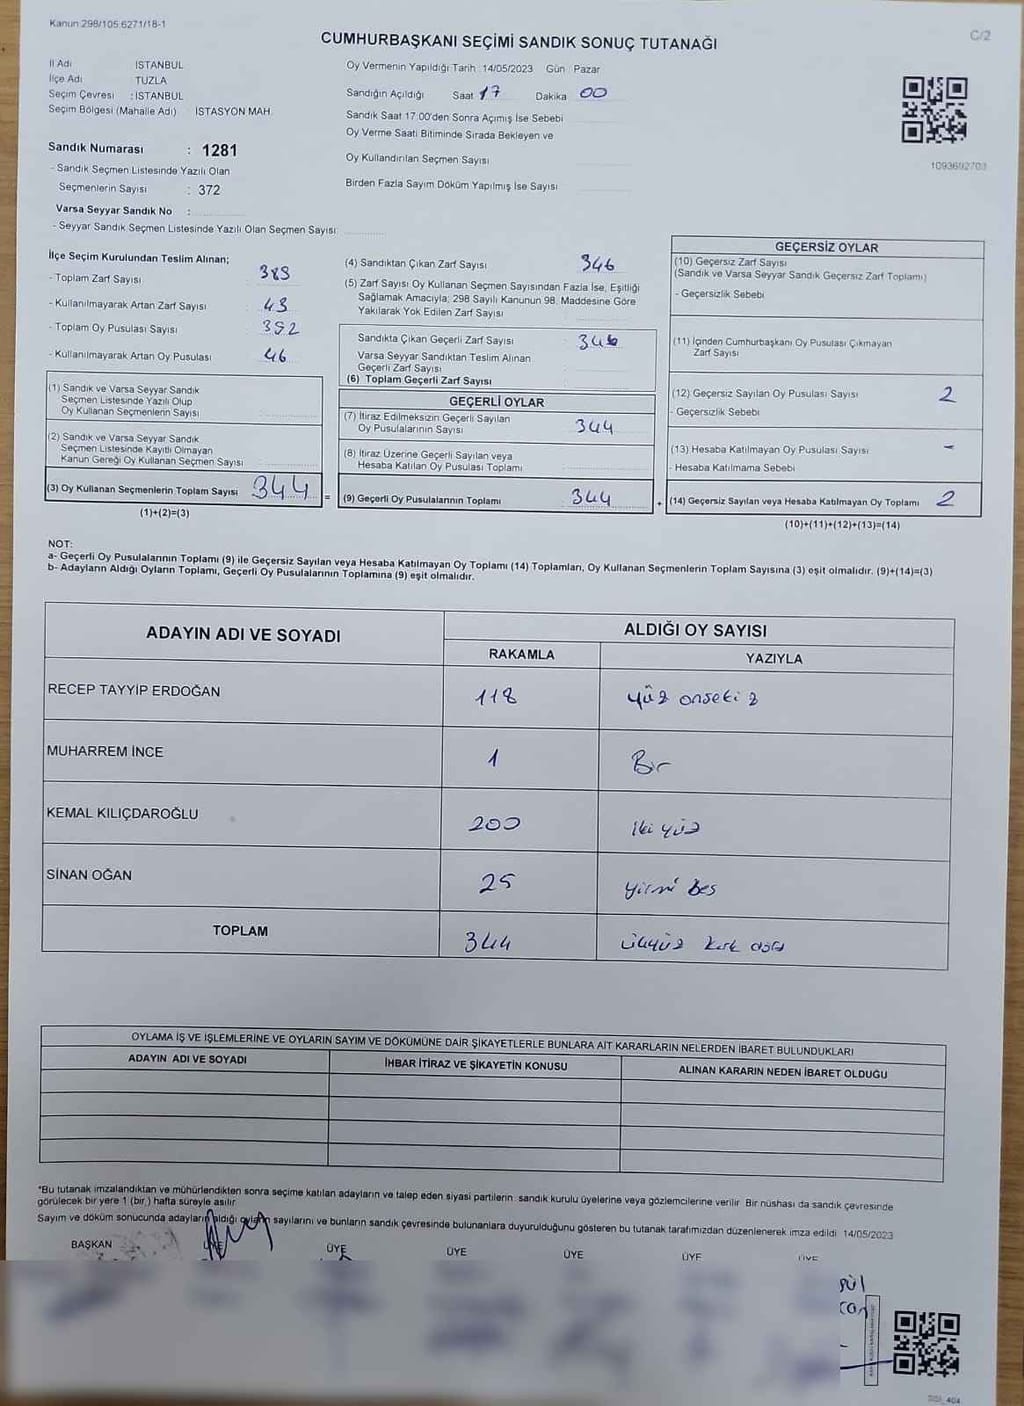 Kanun 298/105.6271/18-1
C/2
CUMHURBAŞKANI SEÇİMİ SANDIK SONUÇ TUTANAĞI
İl Adı İSTANBUL
İlçe Adı TUZLA
Seçim Çevresi : İSTANBUL
Seçim Bölgesi (Mahalle Adı) İSTASYON MAH.
Sandık Numarası : 1281
- Sandık Seçmen Listesinde Yazılı Olan
Seçmenlerin Sayısı : 372
Varsa Seyyar Sandık No :
- Seyyar Sandık Seçmen Listesinde Yazılı Olan Seçmen Sayısı
Oy Vermenin Yapıldığı Tarih : 14/05/2023 Gün : Pazar
Sandığın Açıldığı Saat 17 Dakika 00
Sandık Saat 17:00'den Sonra Açımış İse Sebebi
Oy Verme Saati Bitiminde Sırada Bekleyen ve
Oy Kullandırılan Seçmen Sayısı
Birden Fazla Sayım Döküm Yapılmış İse Sayısı
1093692703
İlçe Seçim Kurulundan Teslim Alınan;
- Toplam Zarf Sayısı
- Kullanılmayarak Artan Zarf Sayısı 43
- Toplam Oy Pusulası Sayısı
- Kullanılmayarak Artan Oy Pusulası 46
(1) Sandık ve Varsa Seyyar Sandık
Seçmen Listesinde Yazılı Olup
Oy Kullanan Seçmenlerin Sayısı
(2) Sandık ve Varsa Seyyar Sandık
Seçmen Listesinde Kayıtlı Olmayan
Kanun Gereği Oy Kullanan Seçmen Sayısı
(3) Oy Kullanan Seçmenlerin Toplam Sayısı 344 =
(1)+(2)=(3)
(4) Sandıktan Çıkan Zarf Sayısı 346
(5) Zarf Sayısı Oy Kullanan Seçmen Sayısından Fazla İse, Eşitliği
Sağlamak Amacıyla; 298 Sayılı Kanunun 98. Maddesine Göre
Yakılarak Yok Edilen Zarf Sayısı
Sandıkta Çıkan Geçerli Zarf Sayısı 346
Varsa Seyyar Sandıktan Teslim Alınan
Geçerli Zarf Sayısı
(6) Toplam Geçerli Zarf Sayısı
GEÇERLİ OYLAR
(7) İtiraz Edilmeksizin Geçerli Sayılan
Oy Pusulalarının Sayısı 344
(8) İtiraz Üzerine Geçerli Sayılan veya
Hesaba Katılan Oy Pusulası Toplamı
(9) Geçerli Oy Pusulalarının Toplamı 344 +
GEÇERSİZ OYLAR
(10) Geçersiz Zarf Sayısı
(Sandık ve Varsa Seyyar Sandık Geçersiz Zarf Toplamı)
- Geçersizlik Sebebi
(11) İçinden Cumhurbaşkanı Oy Pusulası Çıkmayan
Zarf Sayısı
(12) Geçersiz Sayılan Oy Pusulası Sayısı 2
- Geçersizlik Sebebi
(13) Hesaba Katılmayan Oy Pusulası Sayısı -
- Hesaba Katılmama Sebebi
(14) Geçersiz Sayılan veya Hesaba Katılmayan Oy Toplamı 2
(10)+(11)+(12)+(13)=(14)
NOT:
a- Geçerli Oy Pusulalarının Toplamı (9) ile Geçersiz Sayılan veya Hesaba Katılmayan Oy Toplamı (14) Toplamları, Oy Kullanan Seçmenlerin Toplam Sayısına (3) eşit olmalıdır. (9)+(14)=(3)
b- Adayların Aldığı Oyların Toplamı, Geçerli Oy Pusulalarının Toplamına (9) eşit olmalıdır.
ADAYIN ADI VE SOYADI ALDIĞI OY SAYISI
RAKAMLA YAZIYLA
RECEP TAYYİP ERDOĞAN 118 yüz onsekiz
MUHARREM İNCE 1 Bir
KEMAL KILIÇDAROĞLU 200 iki yüz
SİNAN OĞAN 25 yirmi beş
TOPLAM 344 üçyüz kırk dört
OYLAMA İŞ VE İŞLEMLERİNE VE OYLARIN SAYIM VE DÖKÜMÜNE DAİR ŞİKAYETLERLE BUNLARA AİT KARARLARIN NELERDEN İBARET BULUNDUKLARI
ADAYIN ADI VE SOYADI İHBAR İTİRAZ VE ŞİKAYETİN KONUSU ALINAN KARARIN NEDEN İBARET OLDUĞU
*Bu tutanak imzalandıktan ve mühürlendikten sonra seçime katılan adayların ve talep eden siyasi partilerin sandık kurulu üyelerine veya gözlemcilerine verilir. Bir nüshası da sandık çevresinde
görülecek bir yere 1 (bir.) hafta süreyle asılır
Sayım ve döküm sonucunda adayların aldığı oyların sayılarını ve bunların sandık çevresinde bulunanlara duyurulduğunu gösteren bu tutanak tarafımızdan düzenlenerek imza edildi 14/05/2023
BAŞKAN ÜYE ÜYE ÜYE ÜYE ÜYE ÜYE